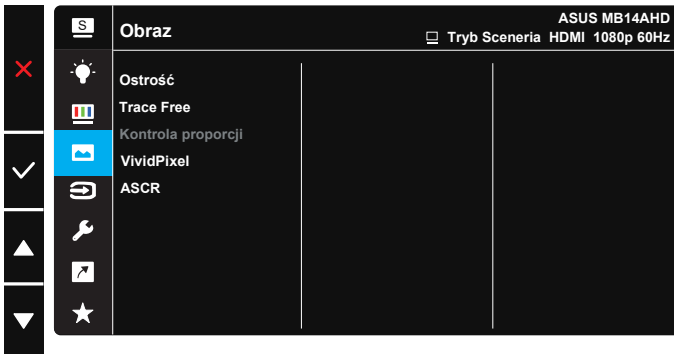 S
Obraz
ASUS MB14AHD
Tryb Sceneria HDMI 1080p 60Hz
Ostrość
Trace Free
Kontrola proporcji
VividPixel
ASCR